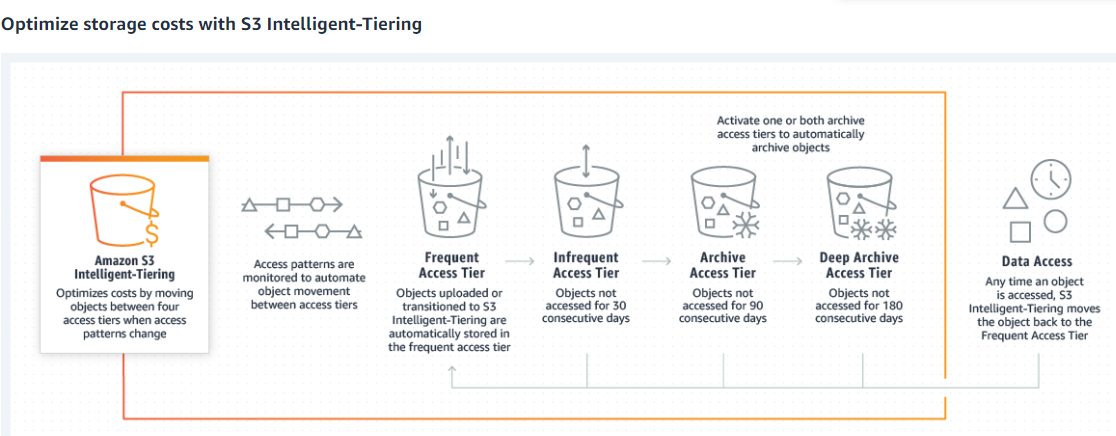 Optimize storage costs with S3 Intelligent-Tiering
Activate one or both archive
access tiers to automatically
archive objects
Amazon S3
Intelligent-Tiering
Optimizes costs by moving
objects between four
access tiers when access
patterns change
Access patterns are
monitored to automate
object movement
between access tiers
Frequent
Access Tier
Objects uploaded or
transitioned to S3
Intelligent-Tiering are
automatically stored in
the frequent access tier
Infrequent
Access Tier
Objects not
accessed for 30
consecutive days
Archive
Access Tier
Objects not
accessed for 90
consecutive days
Deep Archive
Access Tier
Objects not
accessed for 180
consecutive days
Data Access
Any time an object
is accessed, S3
Intelligent-Tiering moves
the object back to the
Frequent Access Tier